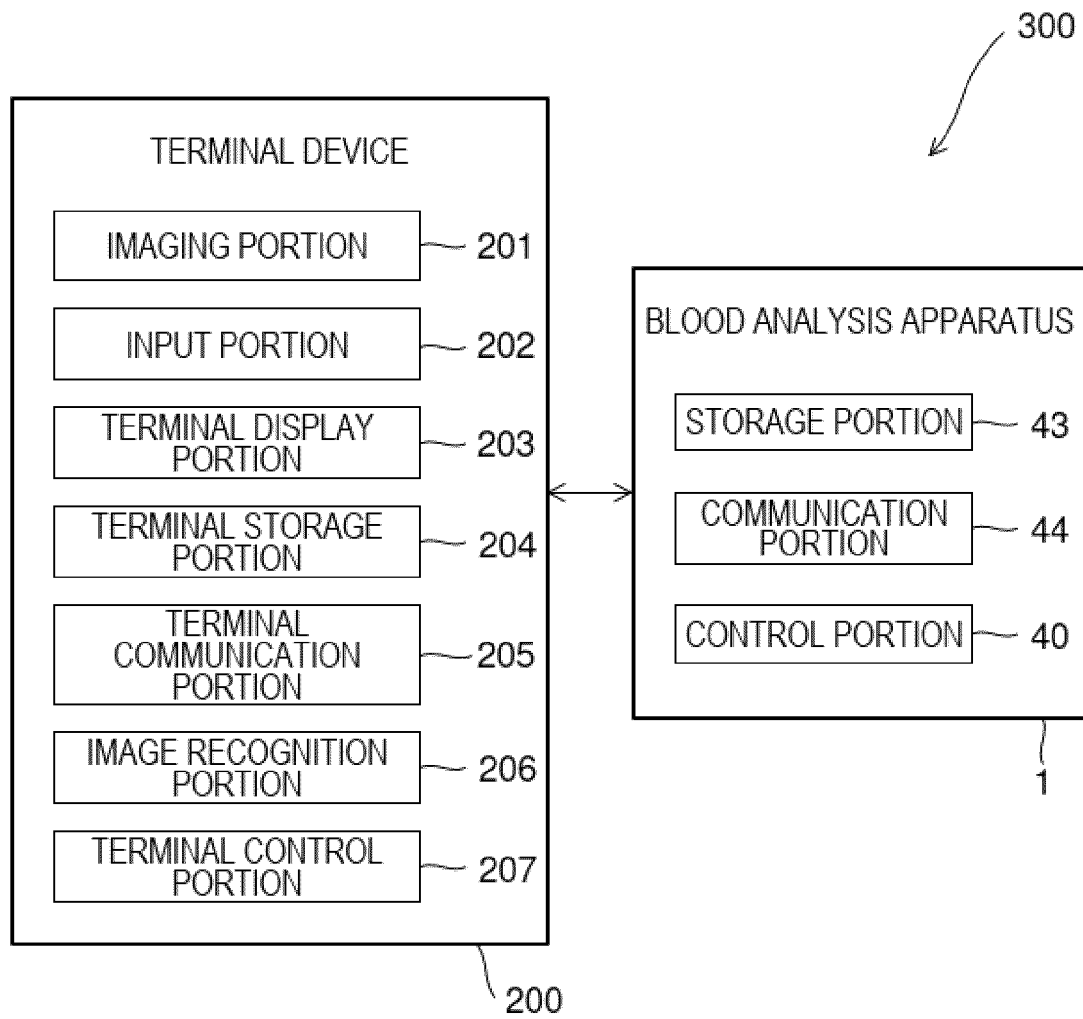 300
TERMINAL DEVICE
IMAGING PORTION
201
INPUT PORTION
202
TERMINAL DISPLAY
PORTION
203
TERMINAL STORAGE
PORTION
204
TERMINAL
COMMUNICATION
PORTION
205
IMAGE RECOGNITION
PORTION
206
TERMINAL CONTROL
PORTION
207
200
BLOOD ANALYSIS APPARATUS
STORAGE PORTION
43
COMMUNICATION
PORTION
44
CONTROL PORTION
40
1